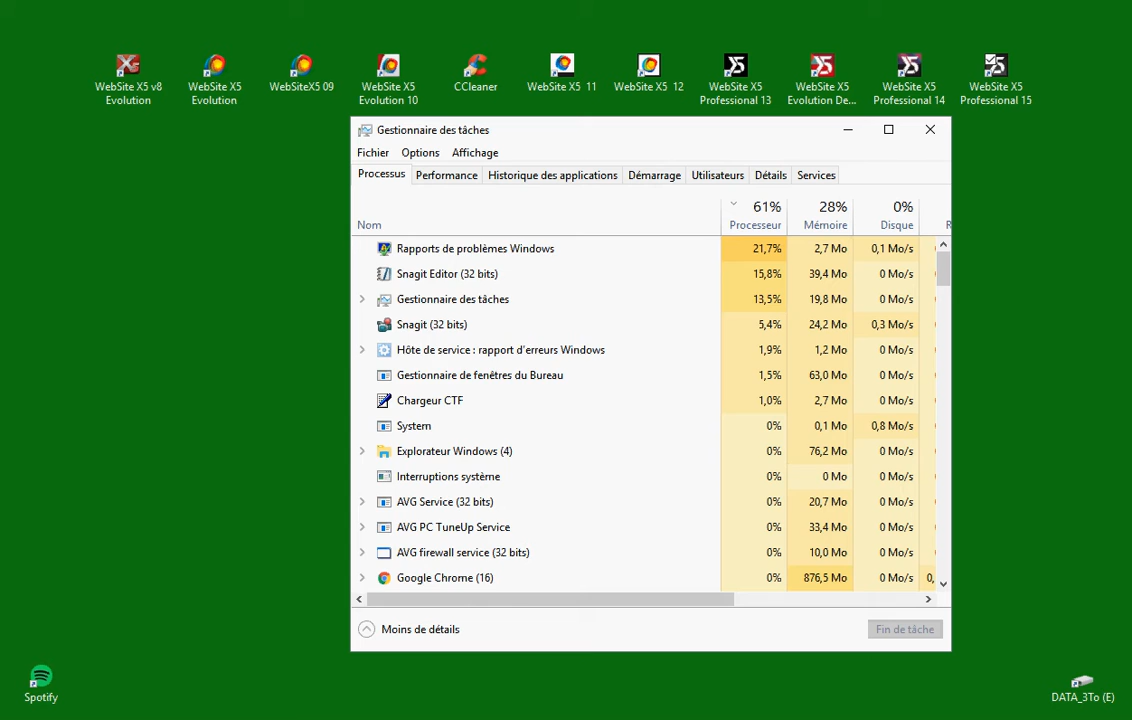 WebSite X5 v8
Evolution
WebSite X5
Evolution
WebSiteX5 09
WebSite X5
Evolution 10
CCleaner
WebSite X5 11
WebSite X5 12
WebSite X5
Professional 13
WebSite X5
Evolution De...
WebSite X5
Professional 14
WebSite X5
Professional 15
Gestionnaire des tâches
Fichier Options Affichage
Processus Performance Historique des applications Démarrage Utilisateurs Détails Services
61% 28% 0%
Nom Processeur Mémoire Disque R
Rapports de problèmes Windows 21,7% 2,7 Mo 0,1 Mo/s
Snagit Editor (32 bits) 15,8% 39,4 Mo 0 Mo/s
Gestionnaire des tâches 13,5% 19,8 Mo 0 Mo/s
Snagit (32 bits) 5,4% 24,2 Mo 0,3 Mo/s
Hôte de service : rapport d’erreurs Windows 1,9% 1,2 Mo 0 Mo/s
Gestionnaire de fenêtres du Bureau 1,5% 63,0 Mo 0 Mo/s
Chargeur CTF 1,0% 2,7 Mo 0 Mo/s
System 0% 0,1 Mo 0,8 Mo/s
Explorateur Windows (4) 0% 76,2 Mo 0 Mo/s
Interruptions système 0% 0 Mo 0 Mo/s
AVG Service (32 bits) 0% 20,7 Mo 0 Mo/s
AVG PC TuneUp Service 0% 33,4 Mo 0 Mo/s
AVG firewall service (32 bits) 0% 10,0 Mo 0 Mo/s
Google Chrome (16) 0% 876,5 Mo 0 Mo/s 0,
Moins de détails Fin de tâche
Spotify
DATA_3To (E)